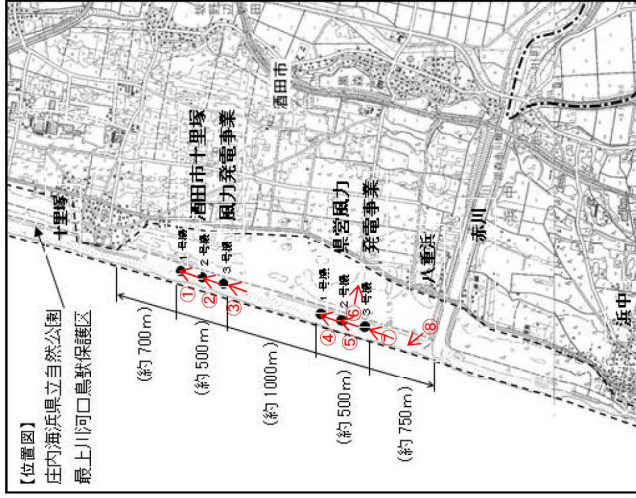 【位置図】
庄内海浜県立自然公園
最上川河口鳥獣保護区
十里塚
酒田市十里塚
風力発電事業
酒田市
1号機
2号機
3号機
①
②
③
県営風力
発電事業
1号機
2号機
3号機
④
⑤
⑥
⑦
⑧
八重浜
赤川
浜中
浜中
(約700m)
(約500m)
(約1000m)
(約500m)
(約750m)